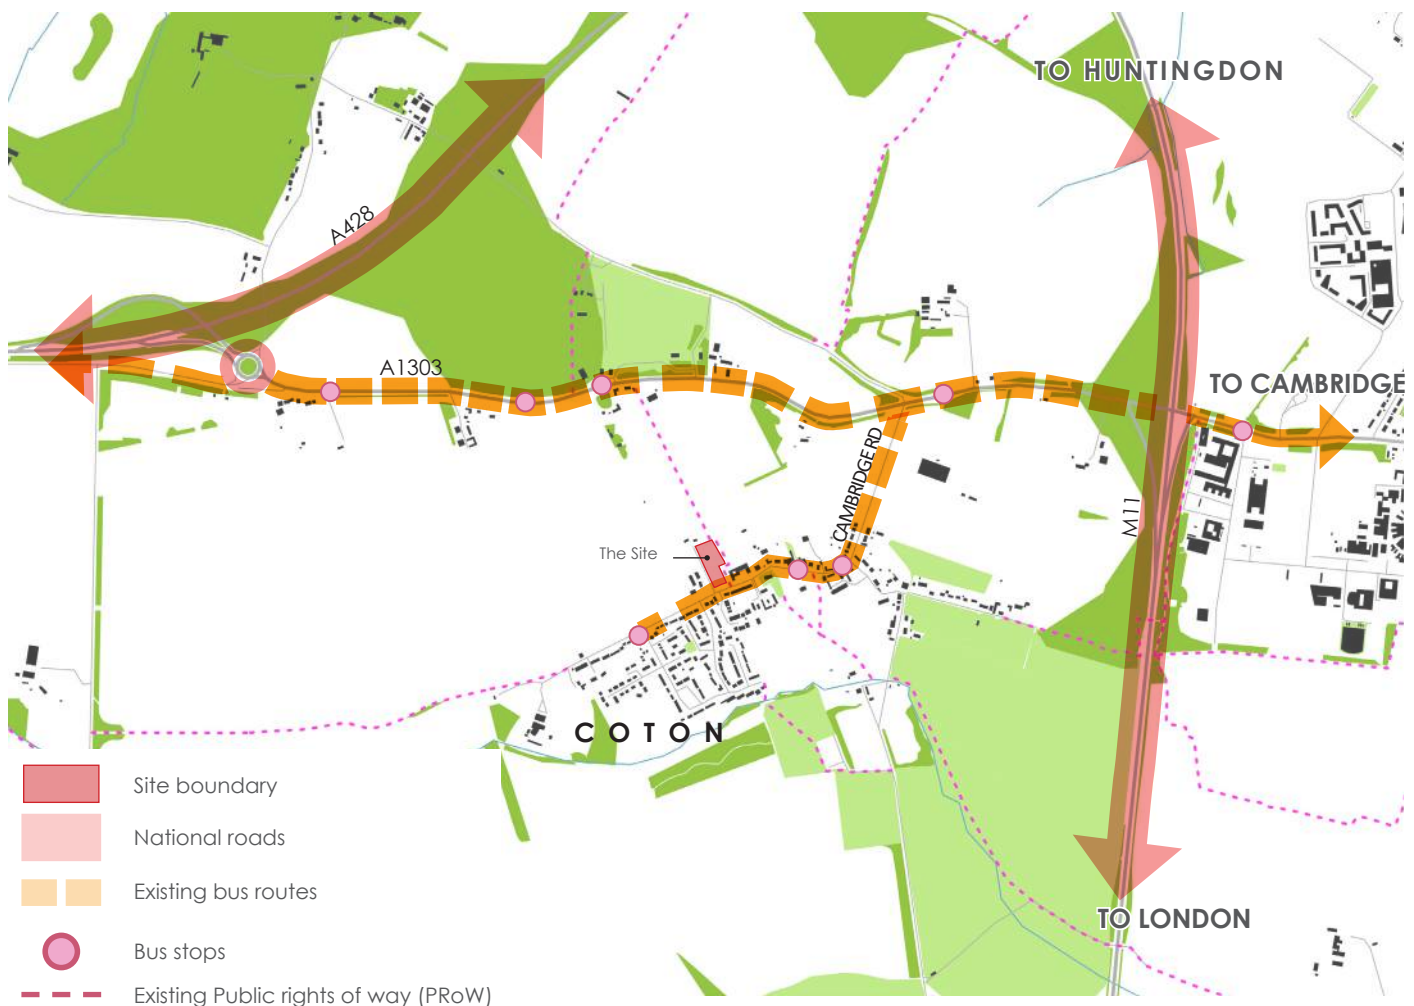 TO HUNTINGDON
A428
A1303
TO CAMBRIDGE
CAMBRIDGE RD
M11
The Site
COTON
Site boundary
National roads
Existing bus routes
TO LONDON
Bus stops
Existing Public rights of way (PRoW)